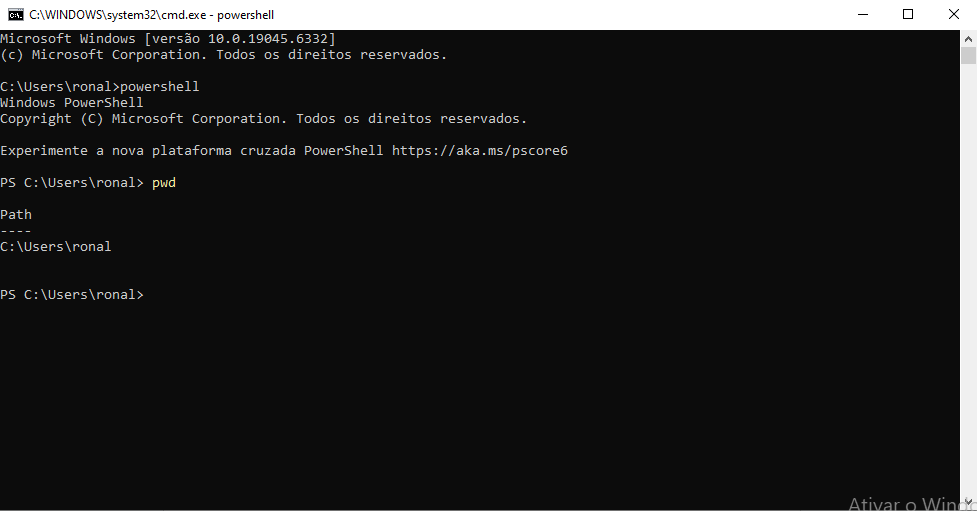 C:\WINDOWS\system32\cmd.exe - powershell
Microsoft Windows [versão 10.0.19045.6332]
(c) Microsoft Corporation. Todos os direitos reservados.
C:\Users\ronal>powershell
Windows PowerShell
Copyright (C) Microsoft Corporation. Todos os direitos reservados.
Experimente a nova plataforma cruzada PowerShell https://aka.ms/pscore6
PS C:\Users\ronal> pwd
Path
----
C:\Users\ronal
PS C:\Users\ronal>
Ativar o